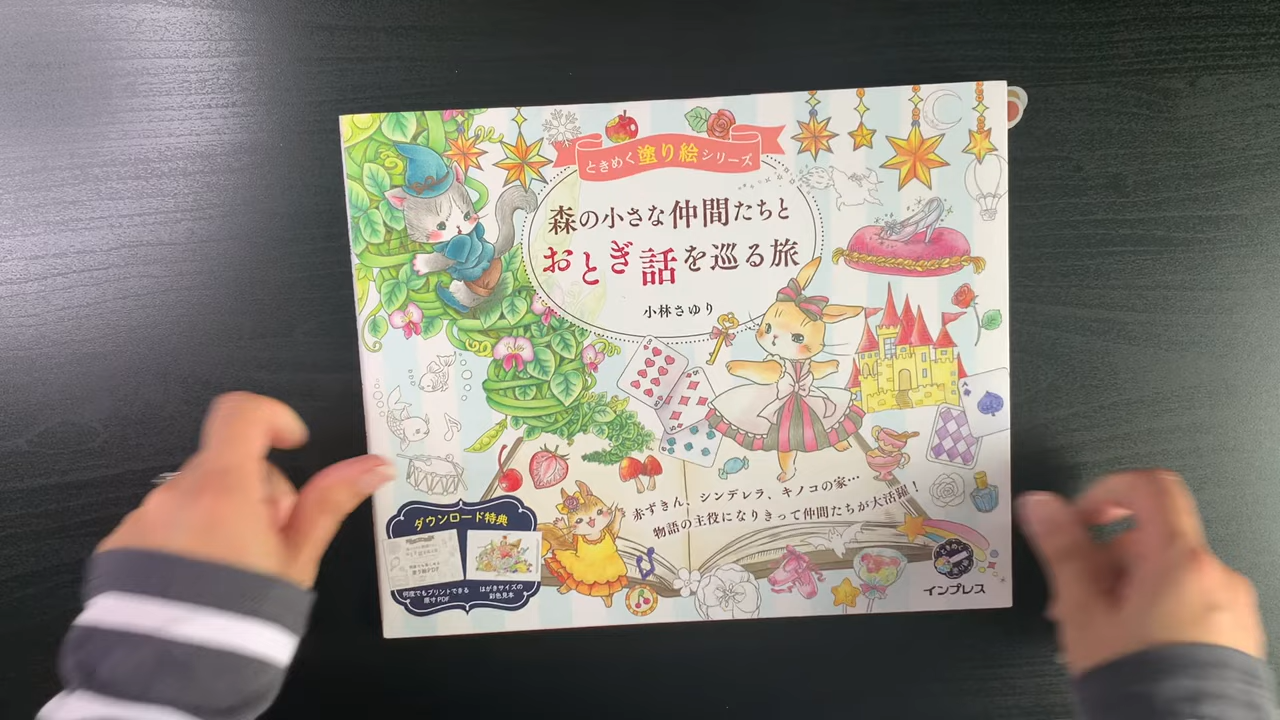 ときめく塗り絵シリーズ
森の小さな仲間たちと
おとぎ話を巡る旅
小林さゆり
赤ずきん、シンデレラ、キノコの家…
物語の主役になりきって仲間たちが大活躍！
ダウンロード特典
何度でもプリントできる
原寸PDF
はがきサイズの
彩色見本
インプレス